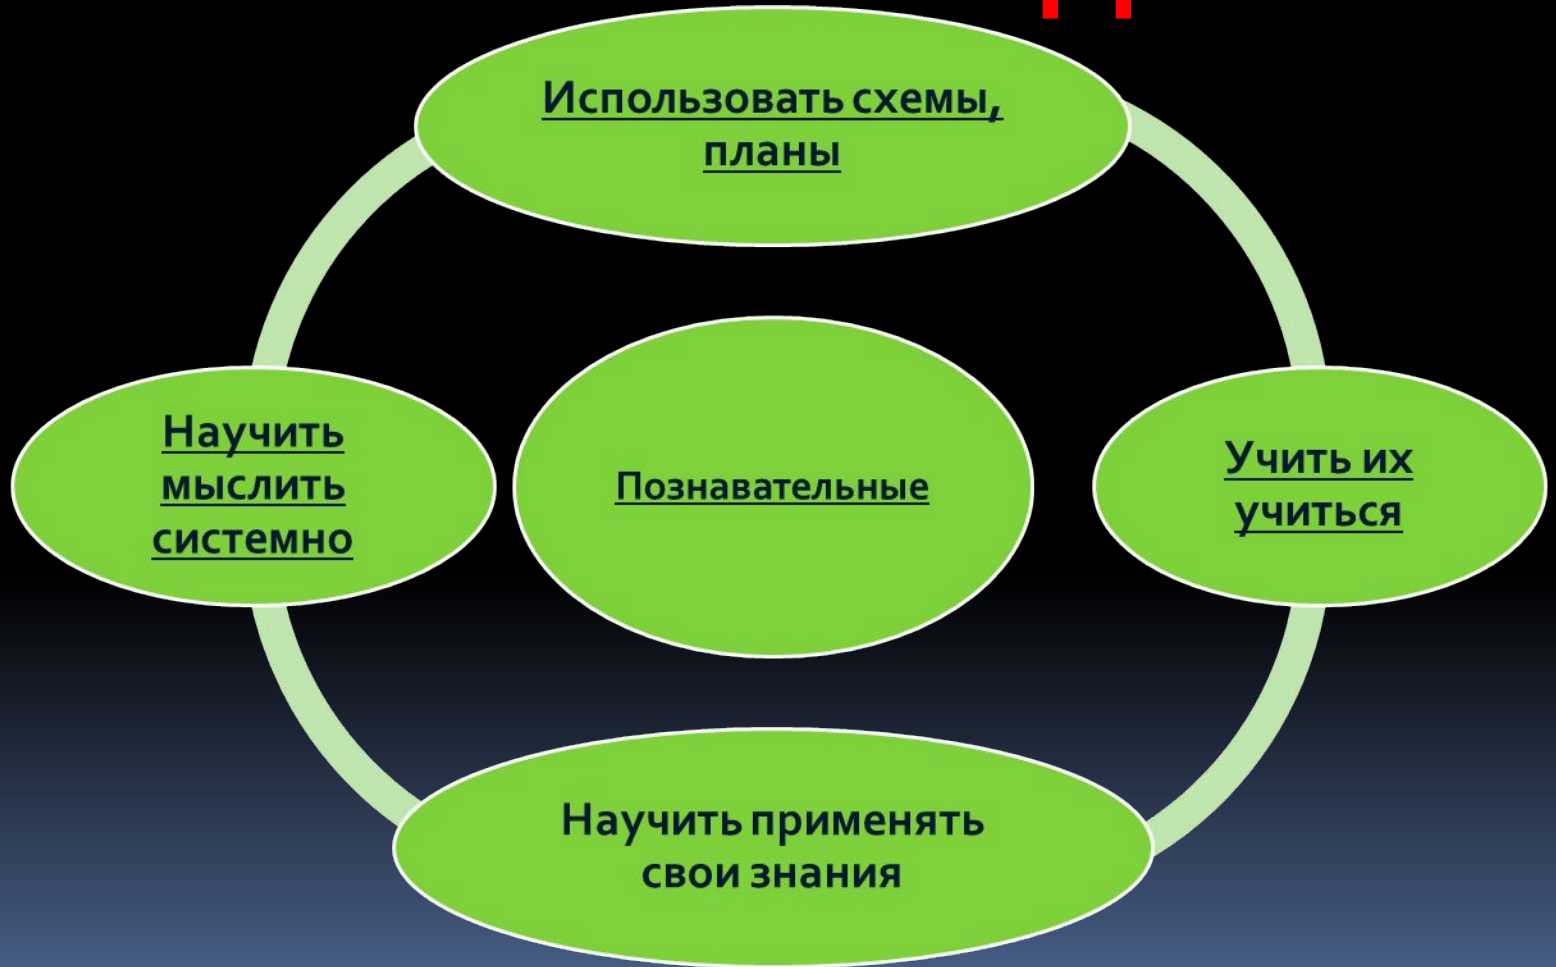 Использовать схемы,
планы
Научить
мыслить
системно
Познавательные
Учить их
учиться
Научить применять
свои знания